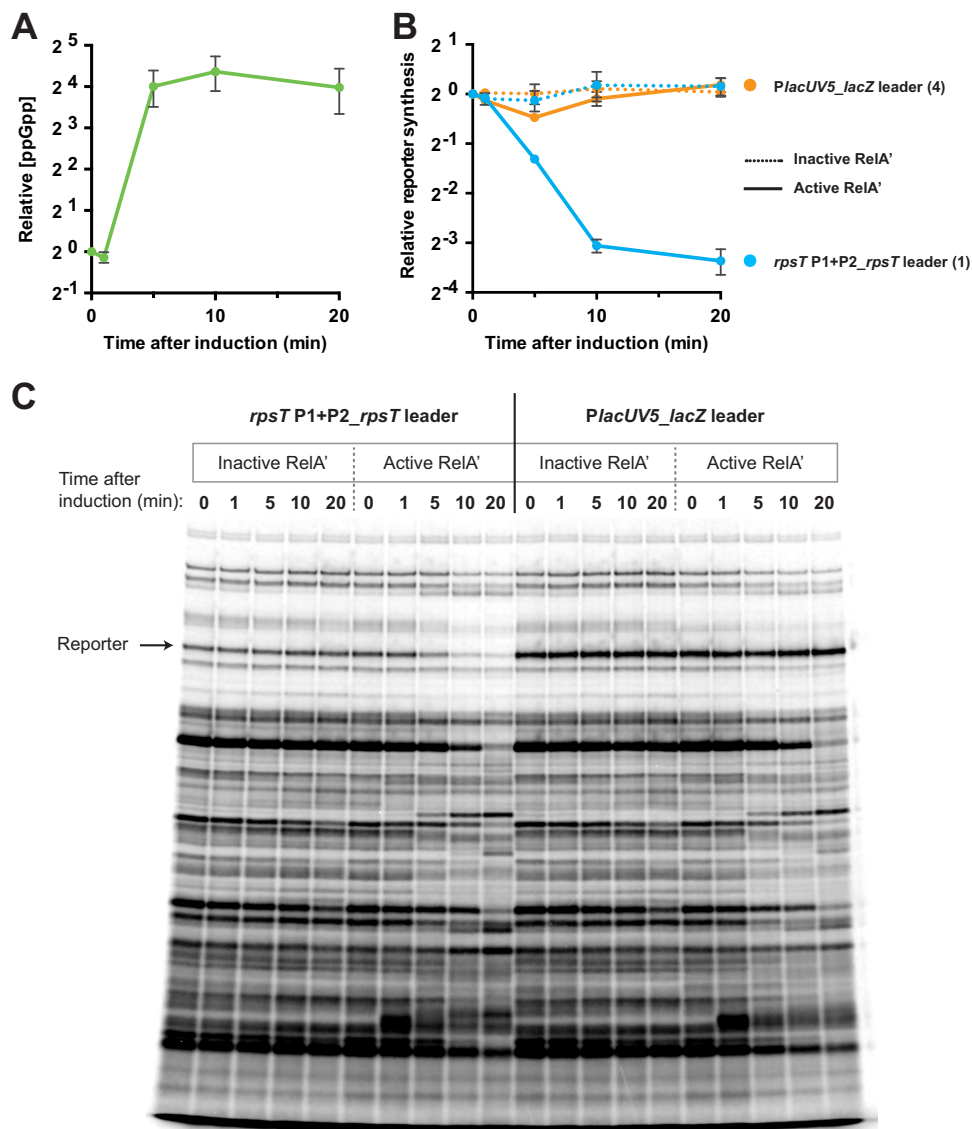 A
Relative [ppGpp]
2^5
2^4
2^3
2^2
2^1
2^0
2^-1
0
10
20
Time after induction (min)
B
Relative reporter synthesis
2^1
2^0
2^-1
2^-2
2^-3
2^-4
0
10
20
Time after induction (min)
PlacUV5_lacZ leader (4)
Inactive RelA'
Active RelA'
rpsT P1+P2_rpsT leader (1)
C
rpsT P1+P2_rpsT leader
PlacUV5_lacZ leader
Inactive RelA'
Active RelA'
Inactive RelA'
Active RelA'
Time after
induction (min):
0 1 5 10 20 0 1 5 10 20 0 1 5 10 20 0 1 5 10 20
Reporter